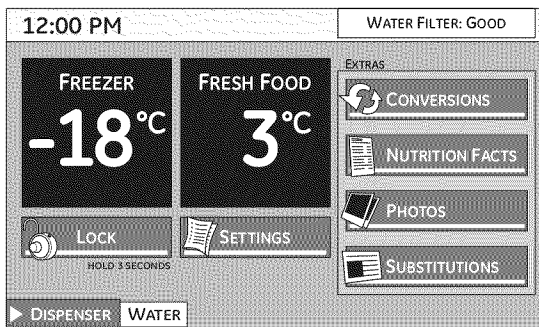 12:00 PM
WATER FILTER: GOOD
FREEZER
-18°C
FRESH FOOD
3°C
LOCK
HOLD 3 SECONDS
SETTINGS
EXTRAS
CONVERSIONS
NUTRITION FACTS
PHOTOS
SUBSTITUTIONS
DISPENSER WATER